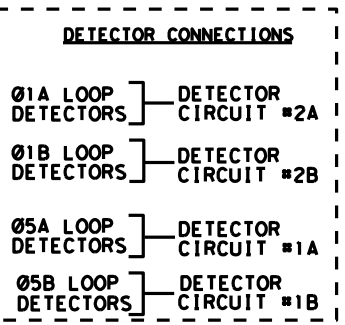 DETECTOR CONNECTIONS
Ø1A LOOP DETECTOR
DETECTORS CIRCUIT #2A
Ø1B LOOP DETECTOR
DETECTORS CIRCUIT #2B
Ø5A LOOP DETECTOR
DETECTORS CIRCUIT #1A
Ø5B LOOP DETECTOR
DETECTORS CIRCUIT #1B